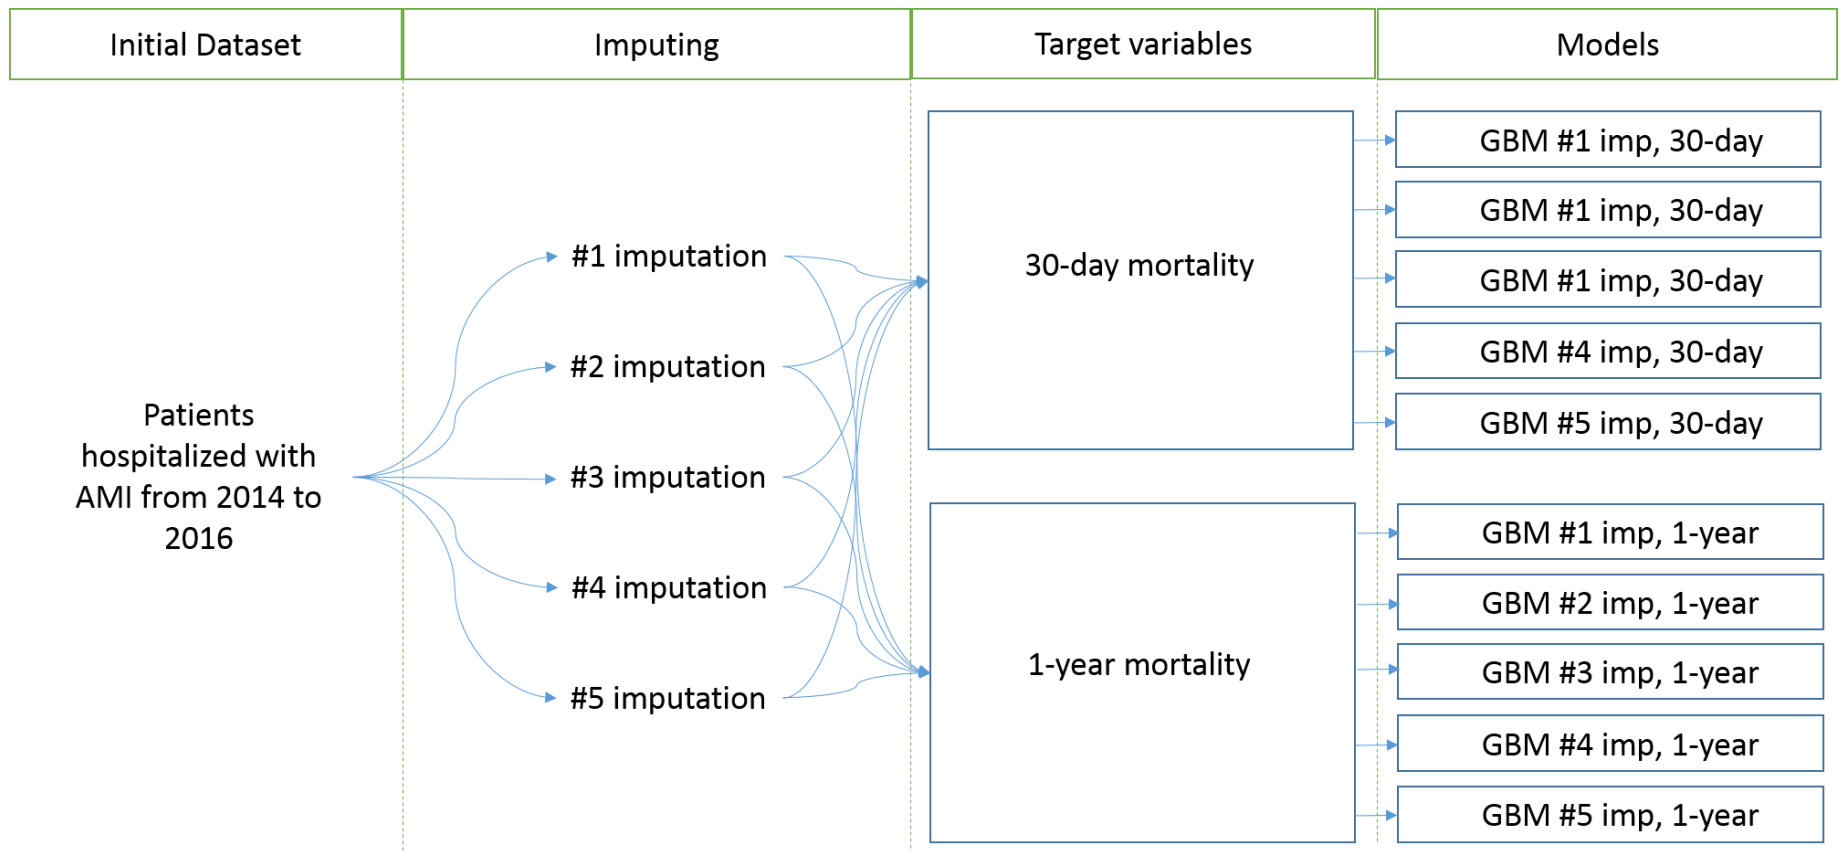 Initial Dataset
Imputing
Target variables
Models
Patients
hospitalized with
AMI from 2014 to
2016
#1 imputation
#2 imputation
#3 imputation
#4 imputation
#5 imputation
30-day mortality
1-year mortality
GBM #1 imp, 30-day
GBM #1 imp, 30-day
GBM #1 imp, 30-day
GBM #4 imp, 30-day
GBM #5 imp, 30-day
GBM #1 imp, 1-year
GBM #2 imp, 1-year
GBM #3 imp, 1-year
GBM #4 imp, 1-year
GBM #5 imp, 1-year